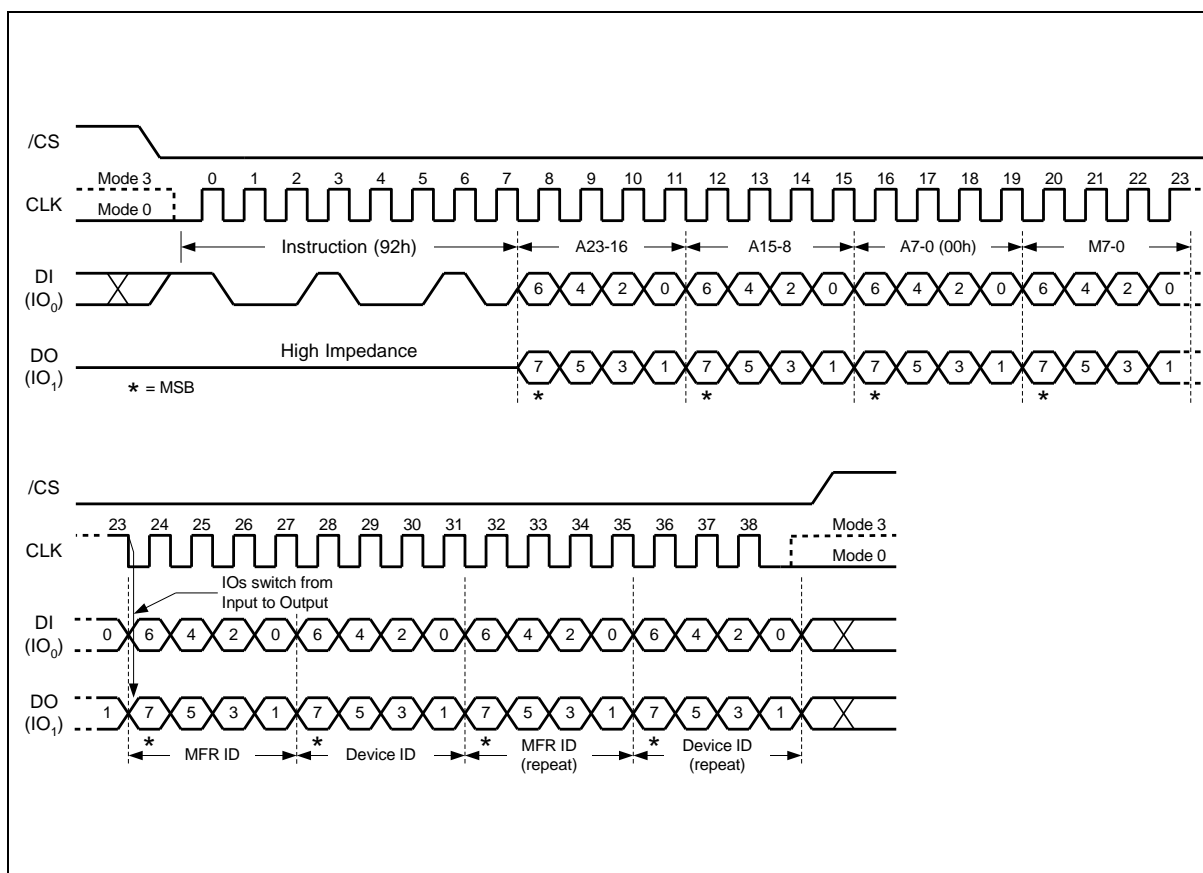 /CS
Mode 3
0 1 2 3 4 5 6 7 8 9 10 11 12 13 14 15 16 17 18 19 20 21 22 23
CLK
Mode 0
Instruction (92h) A23-16 A15-8 A7-0 (00h) M7-0
DI
(IO0)
6 4 2 0 6 4 2 0 6 4 2 0 6 4 2 0
High Impedance
DO
(IO1)
7 5 3 1 7 5 3 1 7 5 3 1 7 5 3 1
* = MSB
* * * *
/CS
23 24 25 26 27 28 29 30 31 32 33 34 35 36 37 38
Mode 3
CLK
Mode 0
IOs switch from
Input to Output
DI
(IO0)
0 6 4 2 0 6 4 2 0 6 4 2 0 6 4 2 0
DO
(IO1)
1 7 5 3 1 7 5 3 1 7 5 3 1 7 5 3 1
* * * *
MFR ID Device ID MFR ID
(repeat)
Device ID
(repeat)